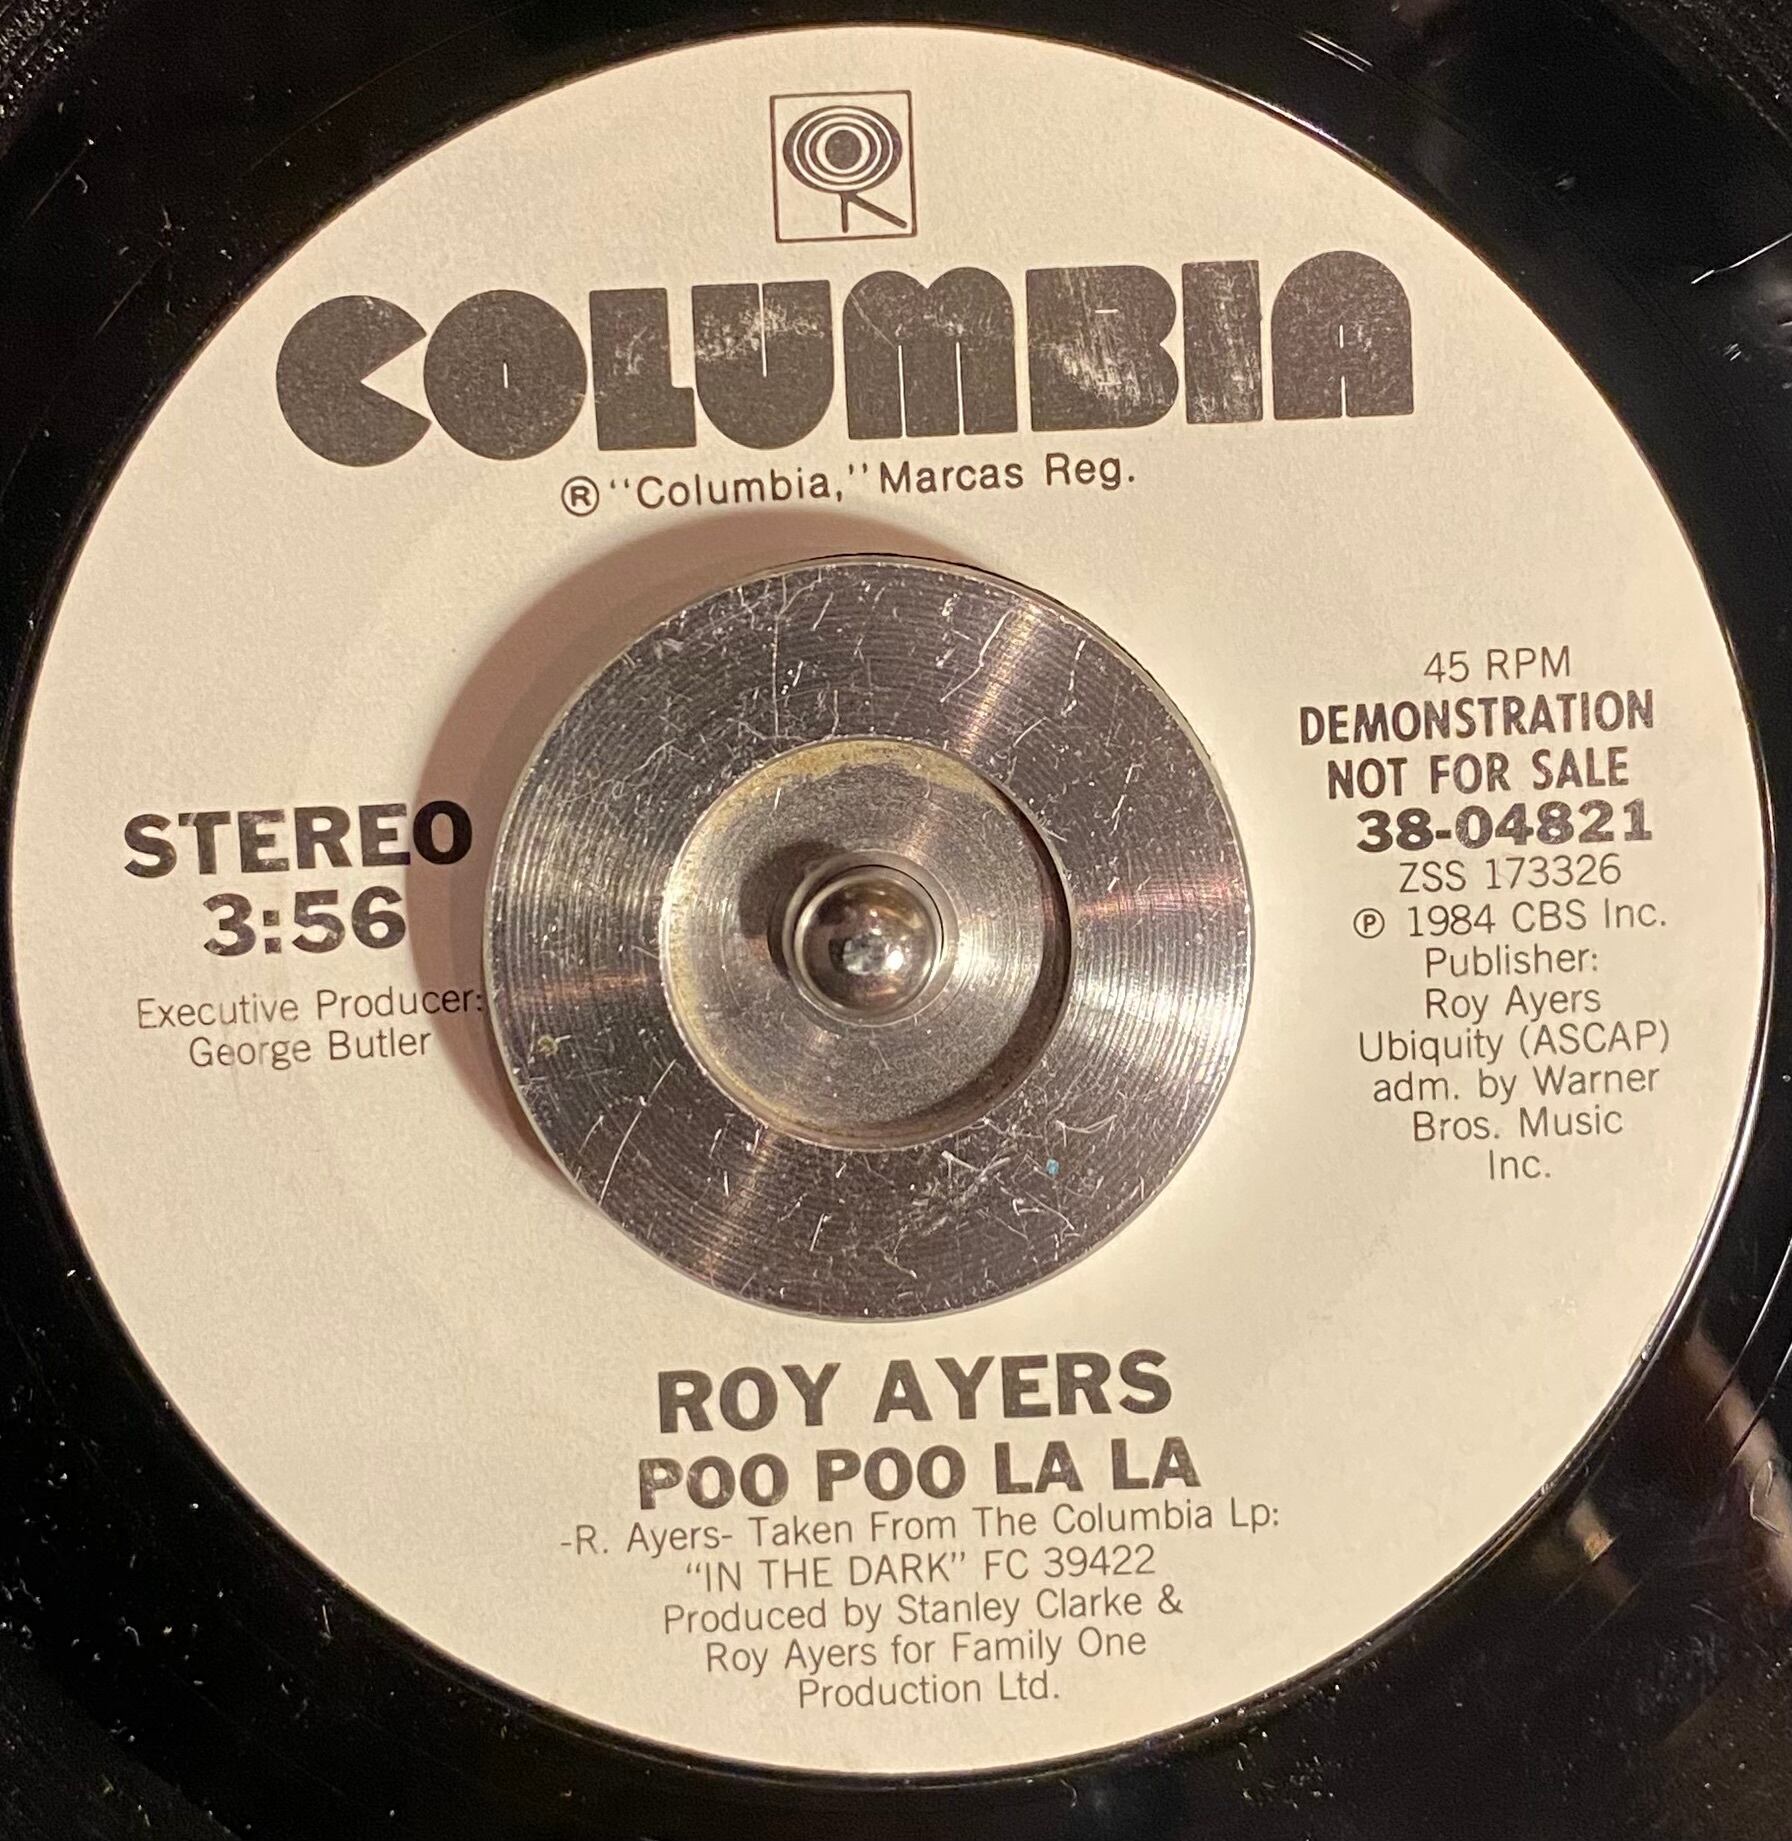 COLUMBIA
® "Columbia," Marcas Reg.
STEREO
3:56
Executive Producer:
George Butler
45 RPM
DEMONSTRATION
NOT FOR SALE
38-04821
ZSS 173326
℗ 1984 CBS Inc.
Publisher:
Roy Ayers
Ubiquity (ASCAP)
adm. by Warner
Bros. Music
Inc.
ROY AYERS
POO POO LA LA
-R. Ayers- Taken From The Columbia Lp:
"IN THE DARK" FC 39422
Produced by Stanley Clarke &
Roy Ayers for Family One
Production Ltd.